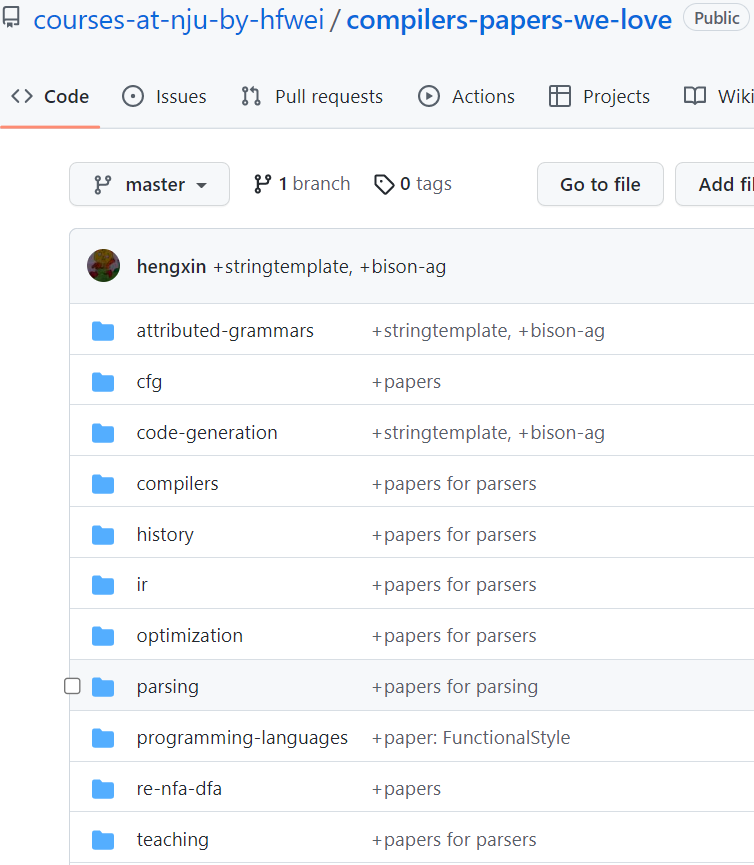 courses-at-nju-by-hfwei / compilers-papers-we-love Public
Code Issues Pull requests Actions Projects Wiki
master 1 branch 0 tags Go to file Add fil
hengxin +stringtemplate, +bison-ag
attributed-grammars +stringtemplate, +bison-ag
cfg +papers
code-generation +stringtemplate, +bison-ag
compilers +papers for parsers
history +papers for parsers
ir +papers for parsers
optimization +papers for parsers
parsing +papers for parsing
programming-languages +paper: FunctionalStyle
re-nfa-dfa +papers
teaching +papers for parsers